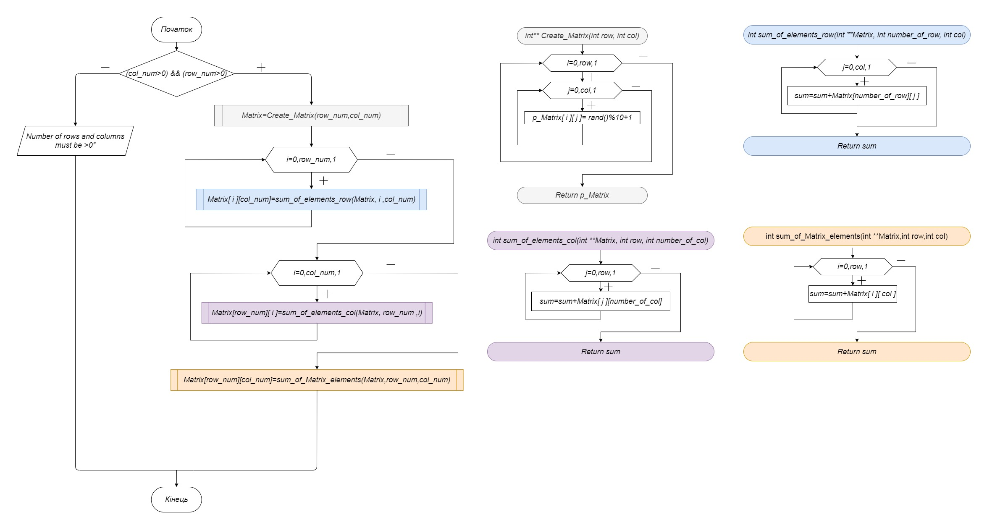 Початок
(col_num>0) && (row_num>0)
—
+
Number of rows and columns
must be >0"
Matrix=Create_Matrix(row_num,col_num)
i=0,row_num,1
—
+
Matrix[ i ][col_num]=sum_of_elements_row(Matrix, i ,col_num)
i=0,col_num,1
—
+
Matrix[row_num][ i ]=sum_of_elements_col(Matrix, row_num ,i)
Matrix[row_num][col_num]=sum_of_Matrix_elements(Matrix,row_num,col_num)
Кінець
int** Create_Matrix(int row, int col)
i=0,row,1
—
+
j=0,col,1
—
+
p_Matrix[ i ][ j ]= rand()%10+1
Return p_Matrix
int sum_of_elements_row(int **Matrix, int number_of_row, int col)
j=0,col,1
—
+
sum=sum+Matrix[number_of_row][ j ]
Return sum
int sum_of_elements_col(int **Matrix, int row, int number_of_col)
j=0,row,1
—
+
sum=sum+Matrix[ j ][number_of_col]
Return sum
int sum_of_Matrix_elements(int **Matrix,int row,int col)
i=0,row,1
—
+
sum=sum+Matrix[ i ][ col ]
Return sum